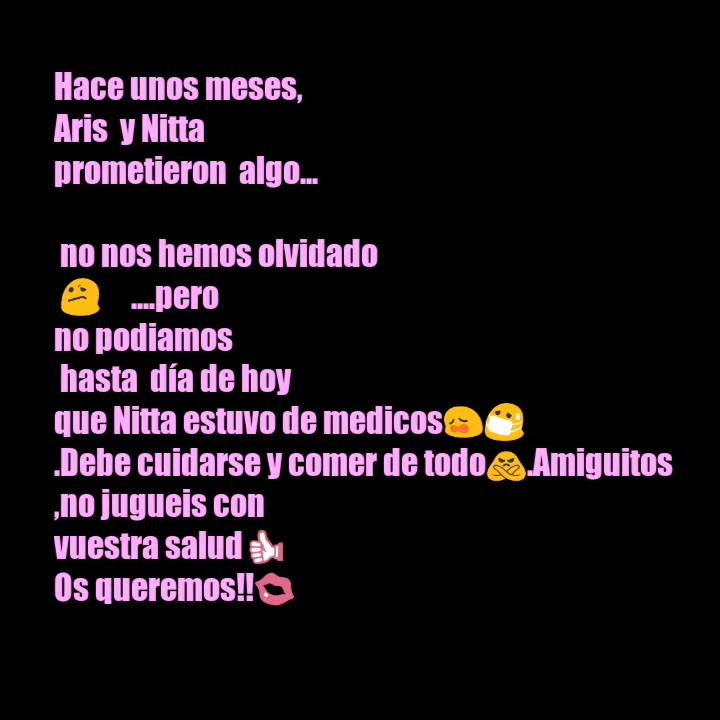 Hace unos meses,
Aris y Nitta
prometieron algo...
no nos hemos olvidado
😕 ....pero
no podiamos
hasta día de hoy
que Nitta estuvo de medicos😩😷
.Debe cuidarse y comer de todo🙅.Amiguitos
,no jugueis con
vuestra salud 👍
Os queremos!!💋